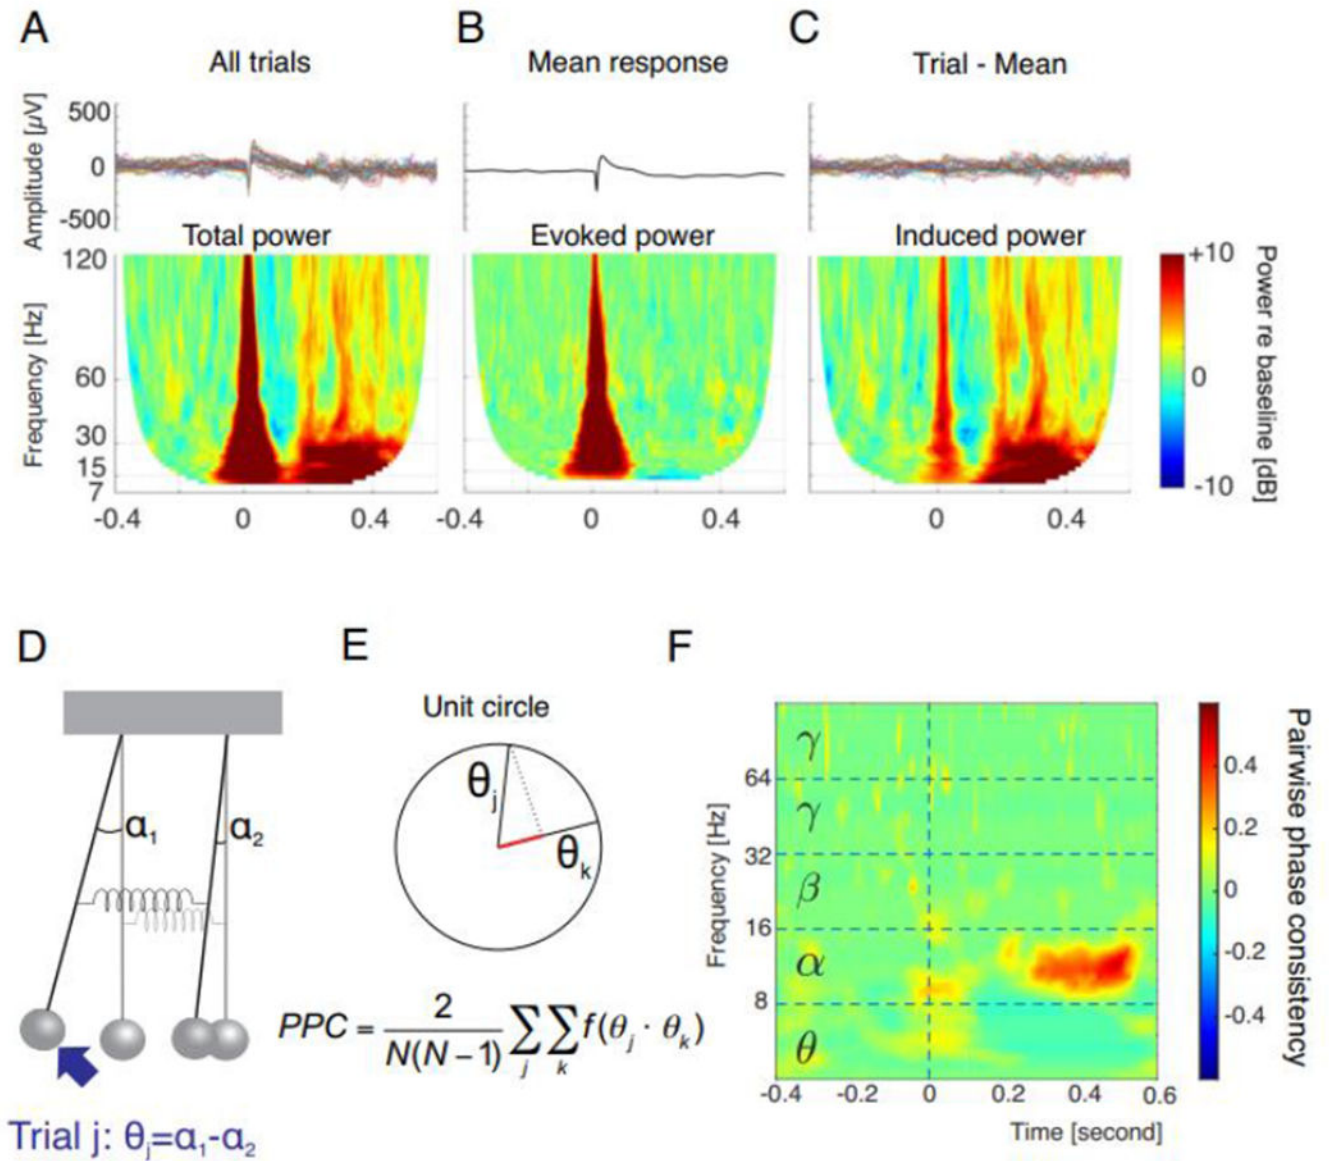 A
B
C
All trials
Mean response
Trial - Mean
Amplitude [µV]
500
0
-500
Total power
Evoked power
Induced power
Frequency [Hz]
120
60
30
15
7
-0.4 0 0.4
-0.4 0 0.4
0 0.4
+10
0
-10
Power re baseline [dB]
D
E
F
α1
α2
Trial j: θj=α1-α2
Unit circle
θj
θk
PPC = 2 / N(N – 1) ∑j ∑k f(θj · θk)
Frequency [Hz]
γ
64
γ
32
β
16
α
8
θ
-0.4 -0.2 0 0.2 0.4 0.6
Time [second]
0.4
0.2
0
-0.2
-0.4
Pairwise phase consistency